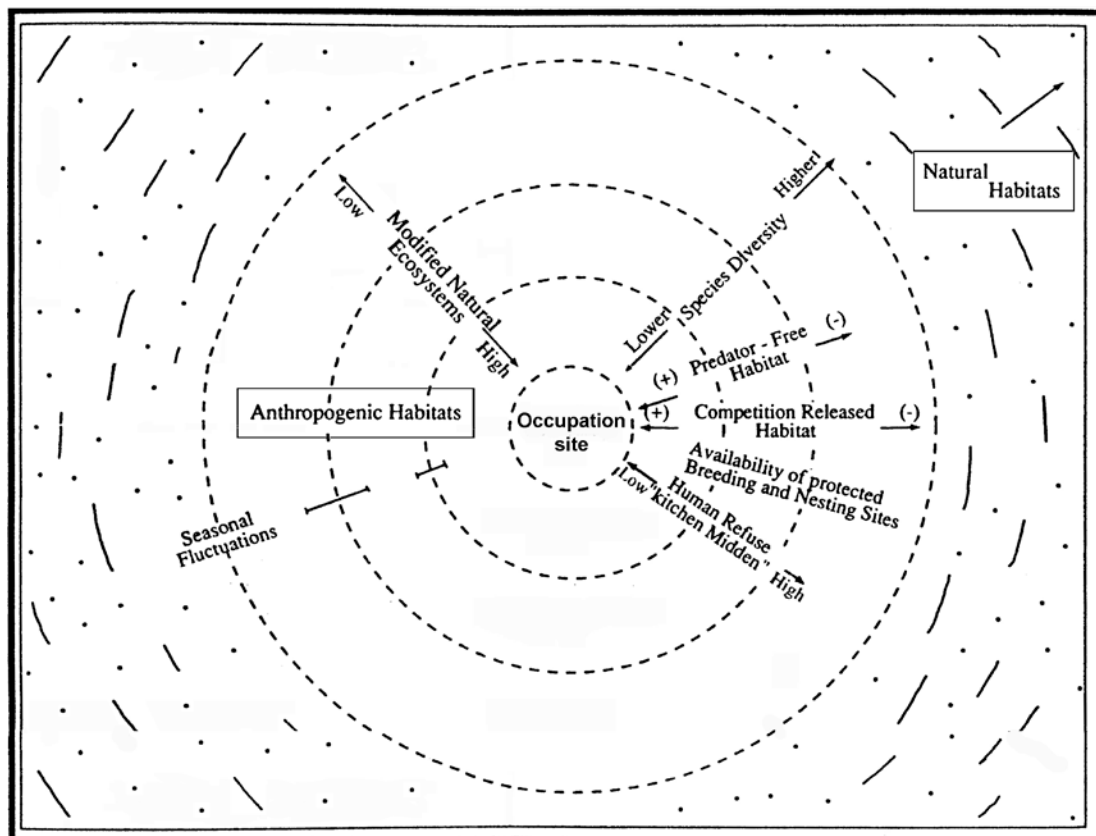 Natural
Habitats
Higher
Species Diversity
Lower
Low
Modified Natural
Ecosystems
High
(-)
Predator - Free
Habitat
(+)
Anthropogenic Habitats
Occupation
site
(+)
Competition Released
Habitat
(-)
Availability of protected
Breeding and Nesting Sites
Low
Human Refuse
"kitchen Midden"
High
Seasonal
Fluctuations